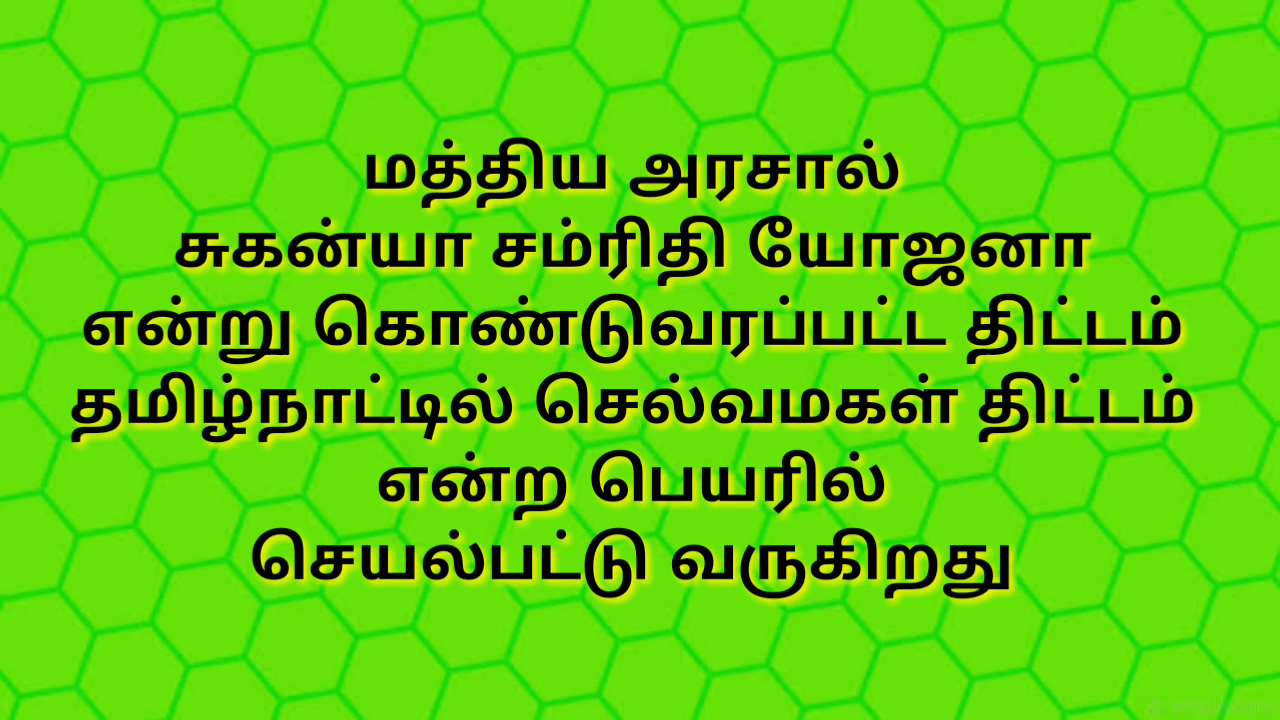 மத்திய அரசால்
சுகன்யா சம்ரிதி யோஜனா
என்று கொண்டுவரப்பட்ட திட்டம்
தமிழ்நாட்டில் செல்வமகள் திட்டம்
என்ற பெயரில்
செயல்பட்டு வருகிறது